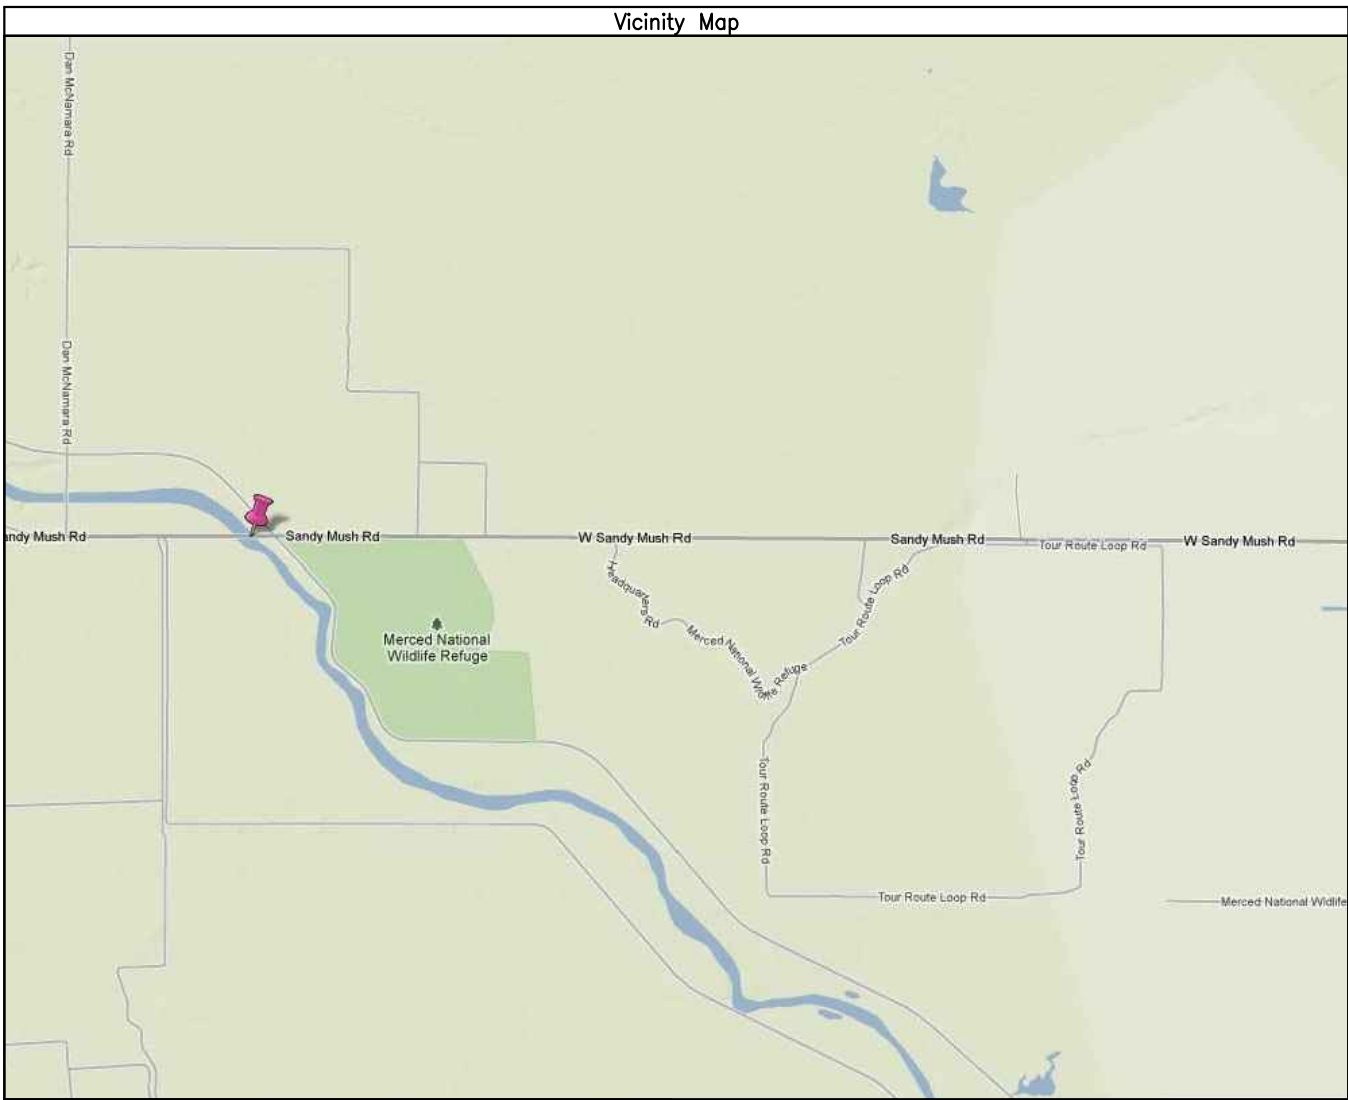 Vicinity Map
Dan McNamara Rd
Dan McNamara Rd
andy Mush Rd
Sandy Mush Rd
W Sandy Mush Rd
Sandy Mush Rd
Tour Route Loop Rd
W Sandy Mush Rd
Headquarters Rd
Merced National Wildlife Refuge
Tour Route Loop Rd
Merced National
Wildlife Refuge
Tour Route Loop Rd
Tour Route Loop Rd
Tour Route Loop Rd
Merced National Wildlife